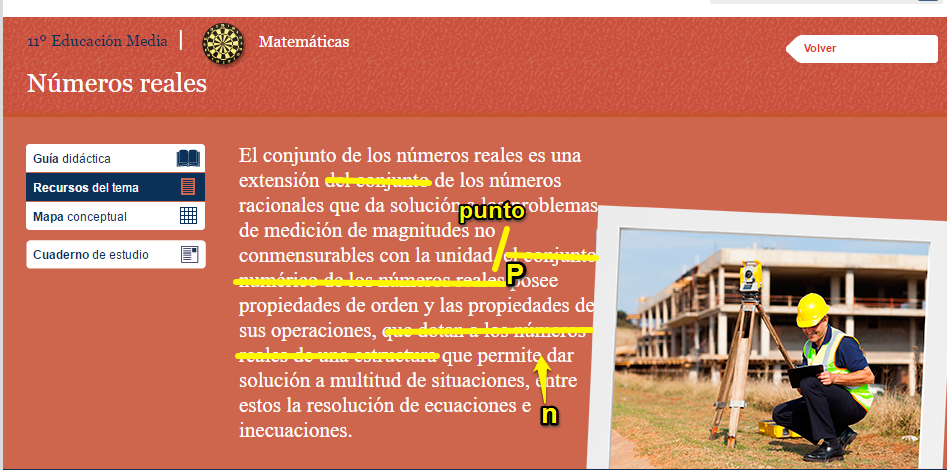 11º Educación Media
Matemáticas
Volver
Números reales
Guía didáctica
Recursos del tema
Mapa conceptual
Cuaderno de estudio
El conjunto de los números reales es una
extensión del conjunto de los números
racionales que da solución a los problemas
punto
de medición de magnitudes no
conmensurables con la unidad, el conjunto
P
numérico de los números reales posee
propiedades de orden y las propiedades de
sus operaciones, que dotan a los números
reales de una estructura que permite dar
solución a multitud de situaciones, entre
n
estos la resolución de ecuaciones e
inecuaciones.